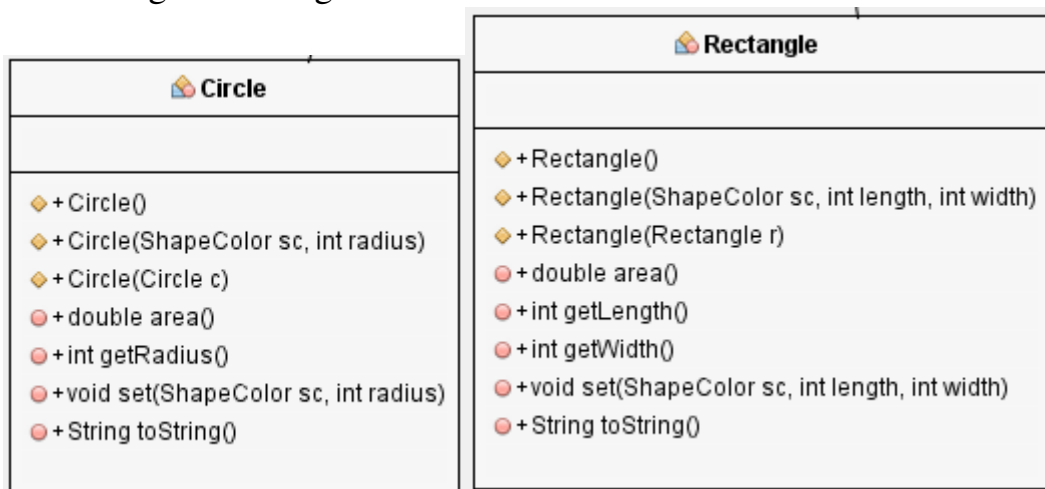 Circle
+Circle()
+Circle(ShapeColor sc, int radius)
+Circle(Circle c)
+double area()
+int getRadius()
+void set(ShapeColor sc, int radius)
+String toString()
Rectangle
+Rectangle()
+Rectangle(ShapeColor sc, int length, int width)
+Rectangle(Rectangle r)
+double area()
+int getLength()
+int getWidth()
+void set(ShapeColor sc, int length, int width)
+String toString()